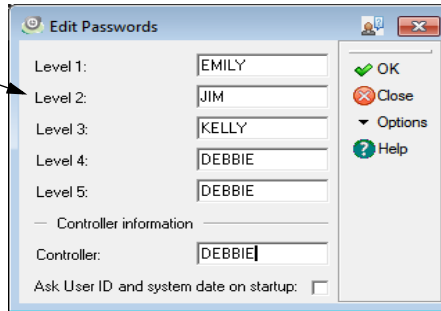 Edit Passwords
Level 1: EMILY
Level 2: JIM
Level 3: KELLY
Level 4: DEBBIE
Level 5: DEBBIE
Controller information
Controller: DEBBIE
Ask User ID and system date on startup:
OK
Close
Options
Help